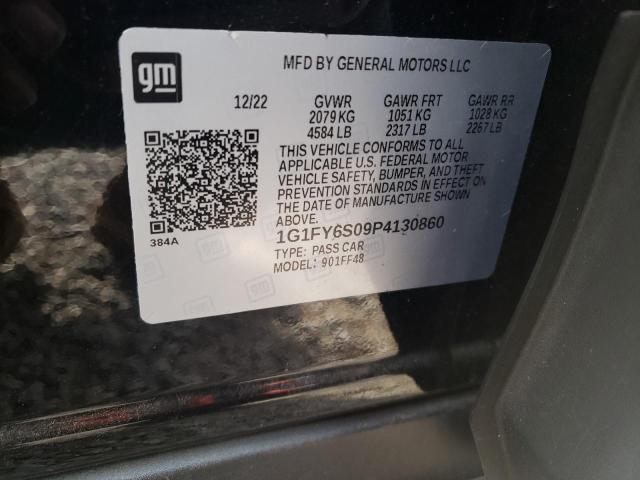 gm
MFD BY GENERAL MOTORS LLC
12/22 GVWR GAWR FRT GAWR RR
2079 KG 1051 KG 1028 KG
4584 LB 2317 LB 2267 LB
THIS VEHICLE CONFORMS TO ALL
APPLICABLE U.S. FEDERAL MOTOR
VEHICLE SAFETY, BUMPER, AND THEFT
PREVENTION STANDARDS IN EFFECT ON
THE DATE OF MANUFACTURE SHOWN
ABOVE.
384A
1G1FY6S09P4130860
TYPE: PASS CAR
MODEL: 901FF48